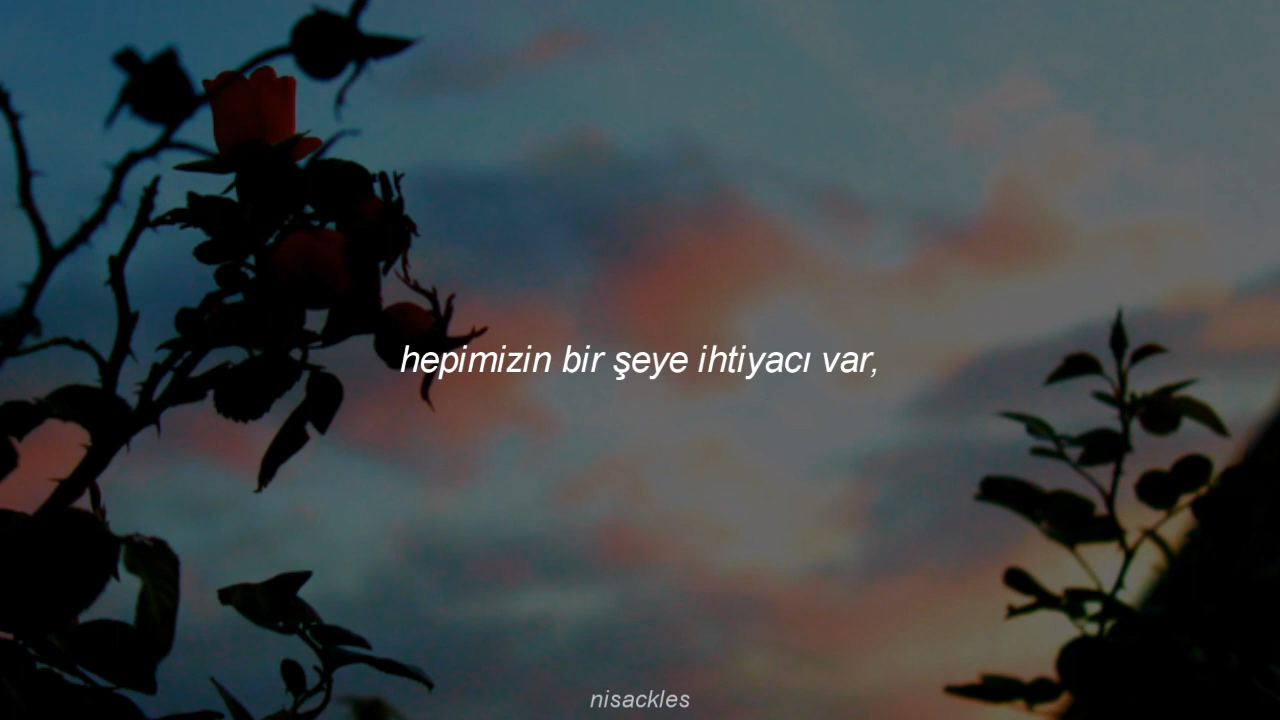 hepimizin bir şeye ihtiyacı var,
nisackles